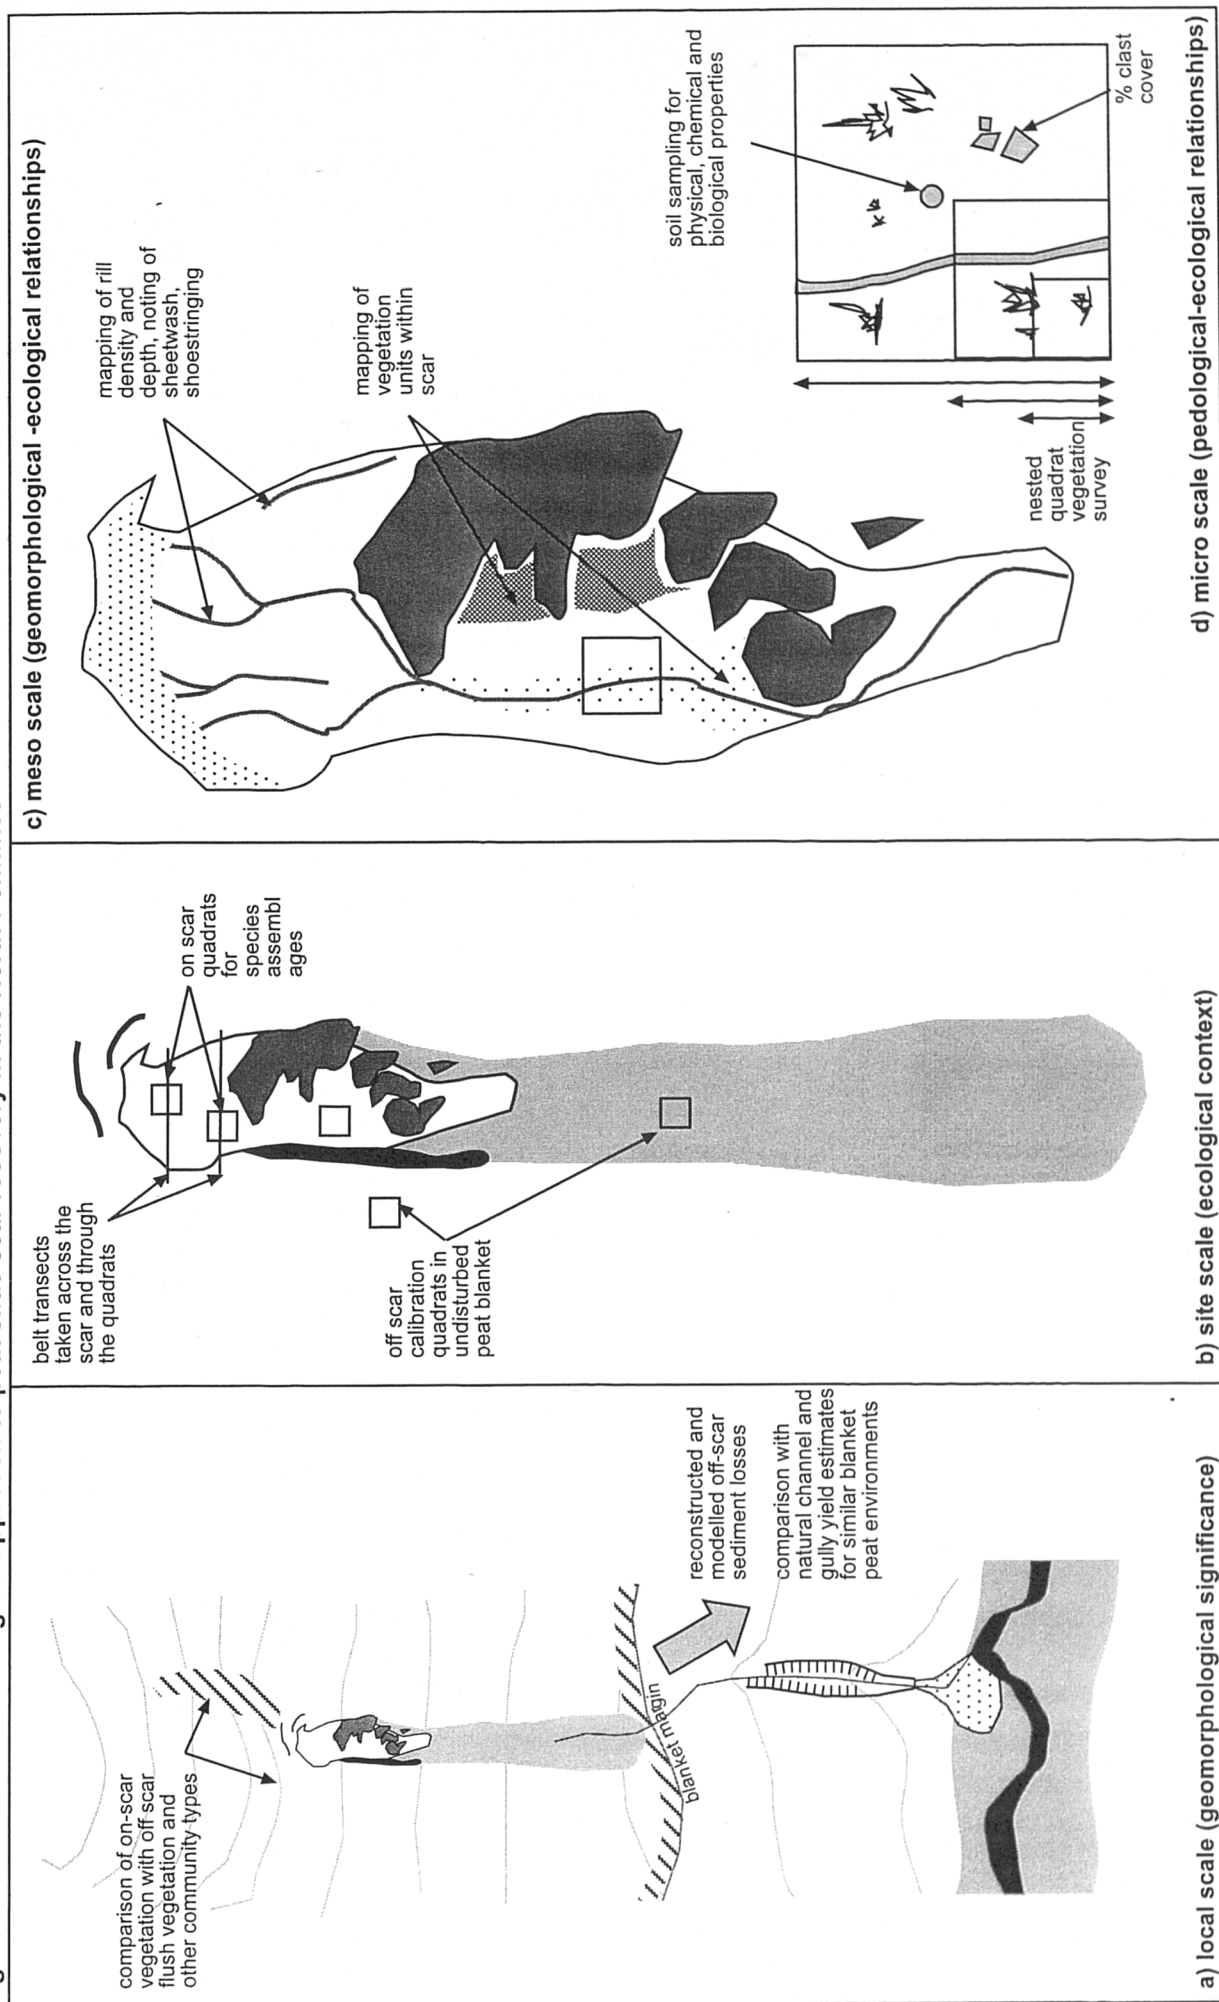 comparison of on-scar
vegetation with off scar
flush vegetation and
other community types
blanket margin
reconstructed and
modelled off-scar
sediment losses
comparison with
natural channel and
gully yield estimates
for similar blanket
peat environments
a) local scale (geomorphological significance)
belt transects
taken across the
scar and through
the quadrats
on scar
quadrats
for
species
assembl
ages
off scar
calibration
quadrats in
undisturbed
peat blanket
b) site scale (ecological context)
c) meso scale (geomorphological -ecological relationships)
mapping of rill
density and
depth, noting of
sheetwash,
shoestringing
mapping of
vegetation
units within
scar
soil sampling for
physical, chemical and
biological properties
% clast
cover
nested
quadrat
vegetation
survey
d) micro scale (pedological-ecological relationships)